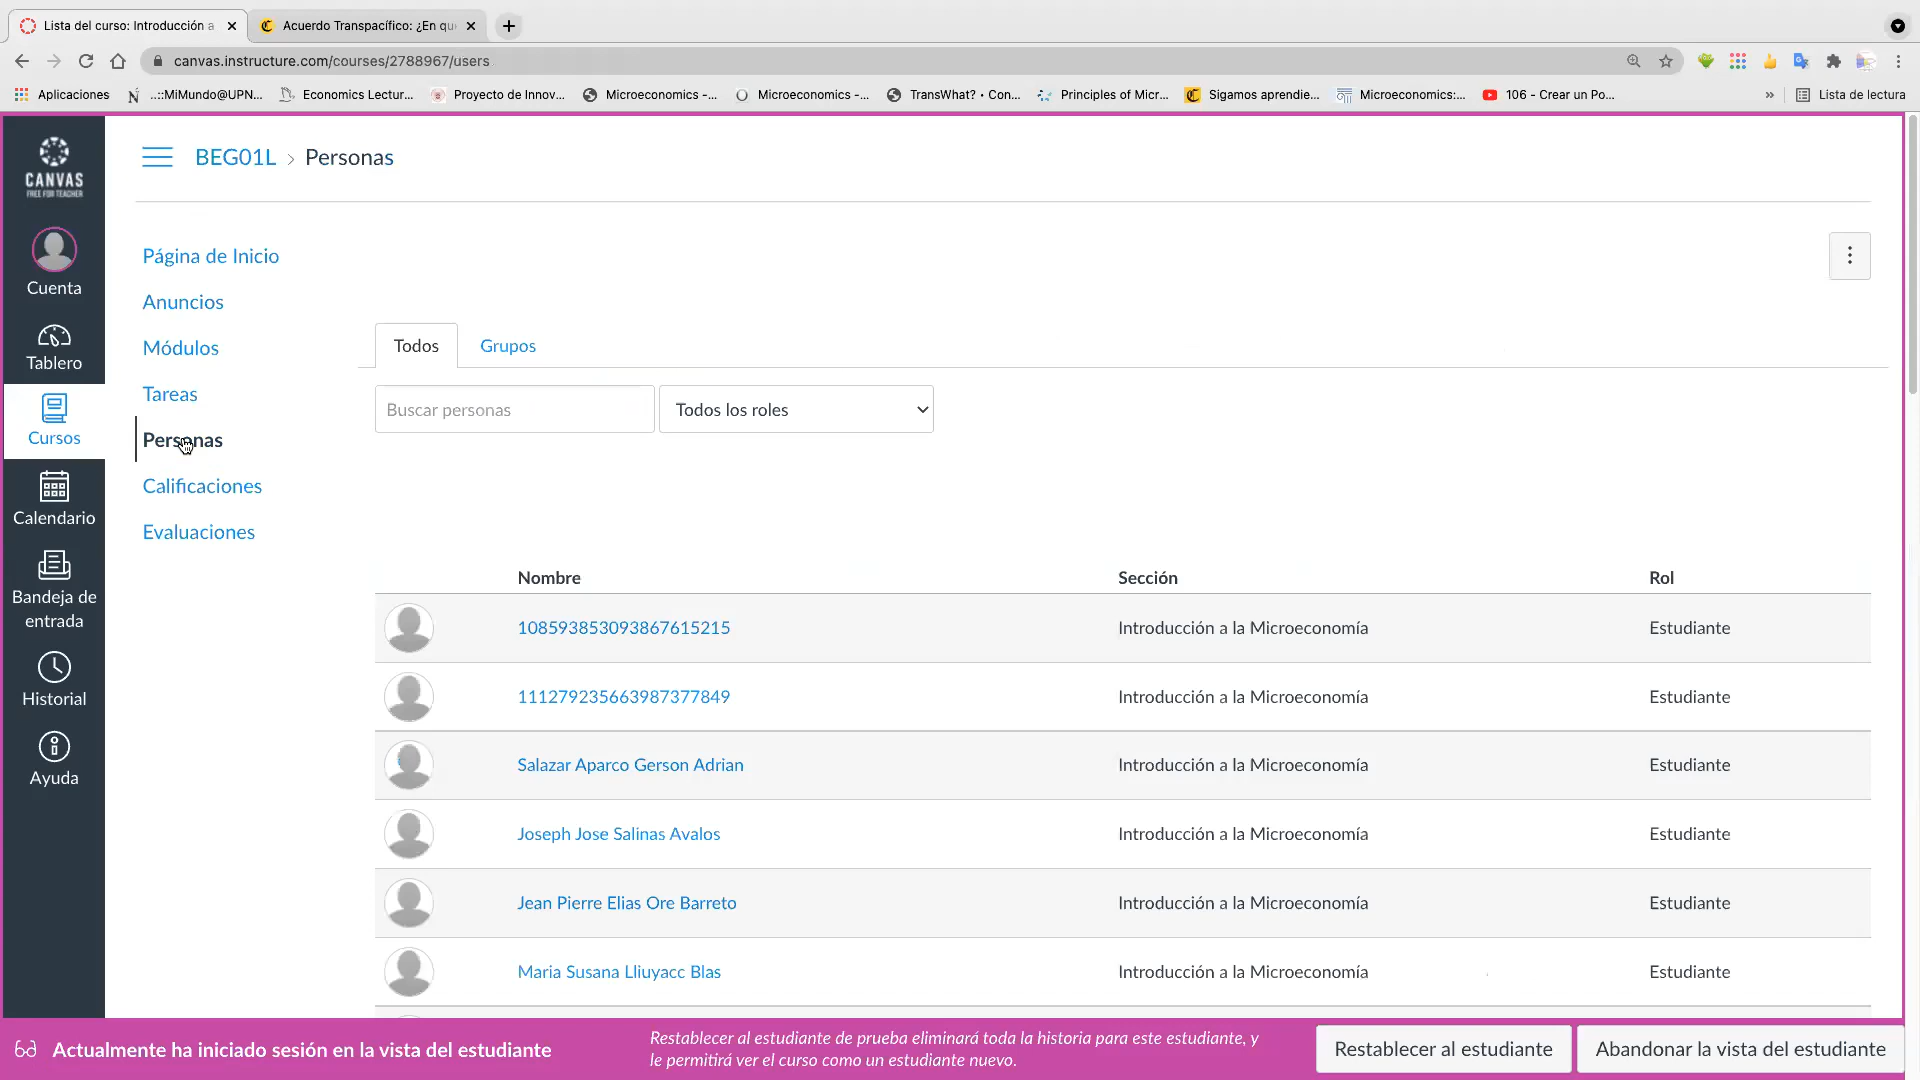 Lista del curso: Introducción a
Acuerdo Transpacífico: ¿En qu
canvas.instructure.com/courses/2788967/users
Aplicaciones
..::MiMundo@UPN...
Economics Lectur...
Proyecto de Innov...
Microeconomics -...
Microeconomics -...
TransWhat? • Con...
Principles of Micr...
Sigamos aprendie...
Microeconomics:...
106 - Crear un Po...
»
Lista de lectura
CANVAS
FREE FOR TEACHER
Cuenta
Tablero
Cursos
Calendario
Bandeja de
entrada
Historial
Ayuda
BEG01L > Personas
Página de Inicio
Anuncios
Módulos
Tareas
Personas
Calificaciones
Evaluaciones
Todos
Grupos
Buscar personas
Todos los roles
Nombre Sección Rol
108593853093867615215 Introducción a la Microeconomía Estudiante
111279235663987377849 Introducción a la Microeconomía Estudiante
Salazar Aparco Gerson Adrian Introducción a la Microeconomía Estudiante
Joseph Jose Salinas Avalos Introducción a la Microeconomía Estudiante
Jean Pierre Elias Ore Barreto Introducción a la Microeconomía Estudiante
Maria Susana Lliuyacc Blas Introducción a la Microeconomía Estudiante
Actualmente ha iniciado sesión en la vista del estudiante
Restablecer al estudiante de prueba eliminará toda la historia para este estudiante, y
le permitirá ver el curso como un estudiante nuevo.
Restablecer al estudiante
Abandonar la vista del estudiante